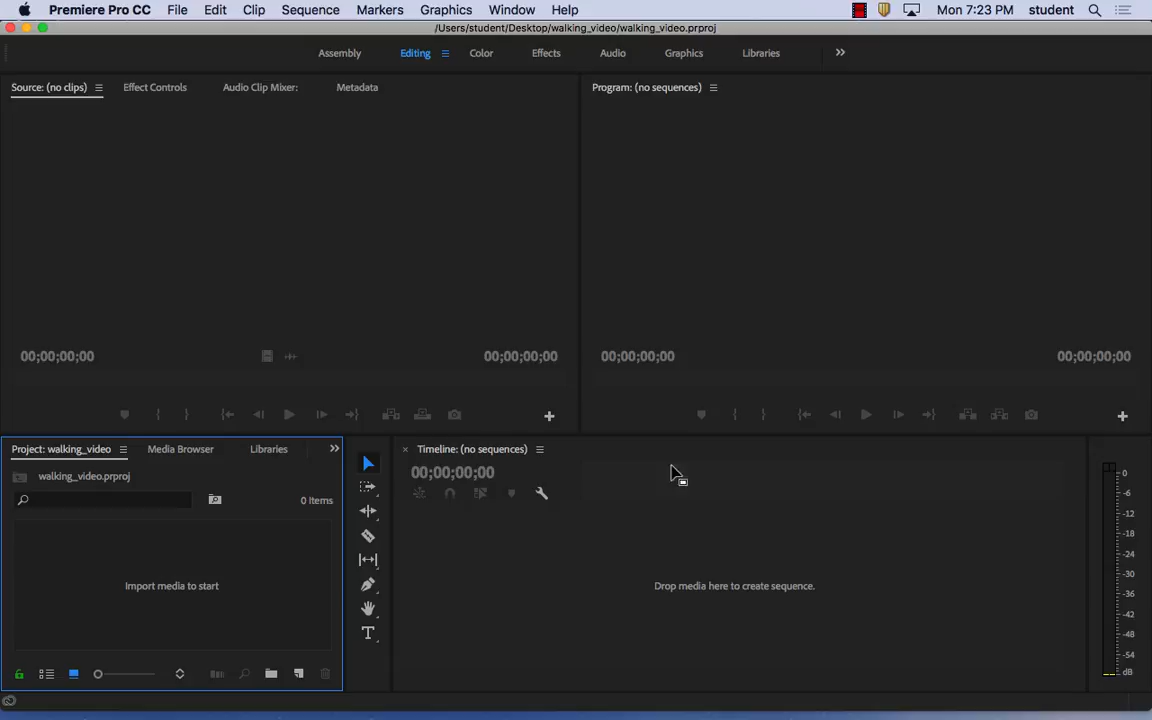 Premiere Pro CC File Edit Clip Sequence Markers Graphics Window Help Mon 7:23 PM student
/Users/student/Desktop/walking_video/walking_video.prproj
Assembly Editing Color Effects Audio Graphics Libraries
Source: (no clips) Effect Controls Audio Clip Mixer: Metadata
Program: (no sequences)
00;00;00;00 00;00;00;00
00;00;00;00 00;00;00;00
Project: walking_video Media Browser Libraries
walking_video.prproj
0 Items
Import media to start
Timeline: (no sequences)
00;00;00;00
Drop media here to create sequence.
0
-6
-12
-18
-24
-30
-36
-42
-48
-54
dB